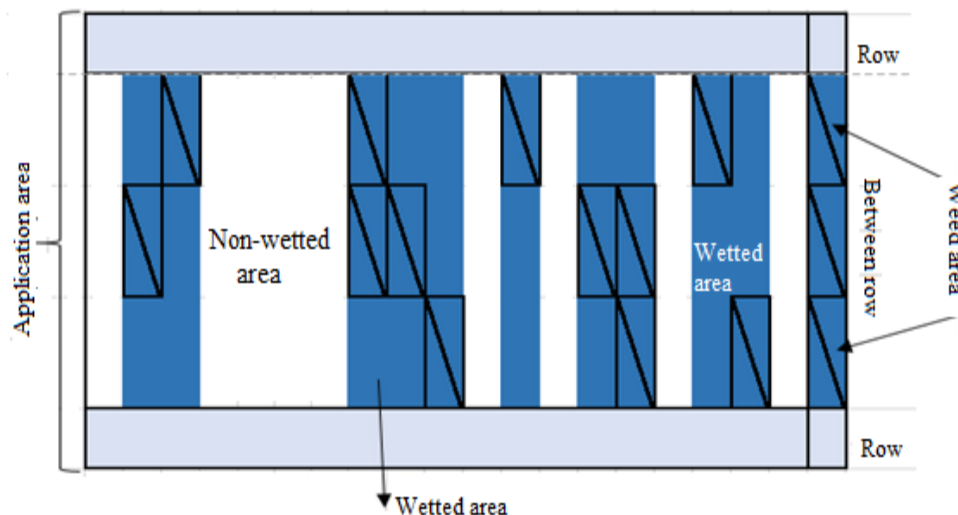 Application area
Row
Non-wetted
area
Wetted
area
Between row
Weed area
Row
Wetted area